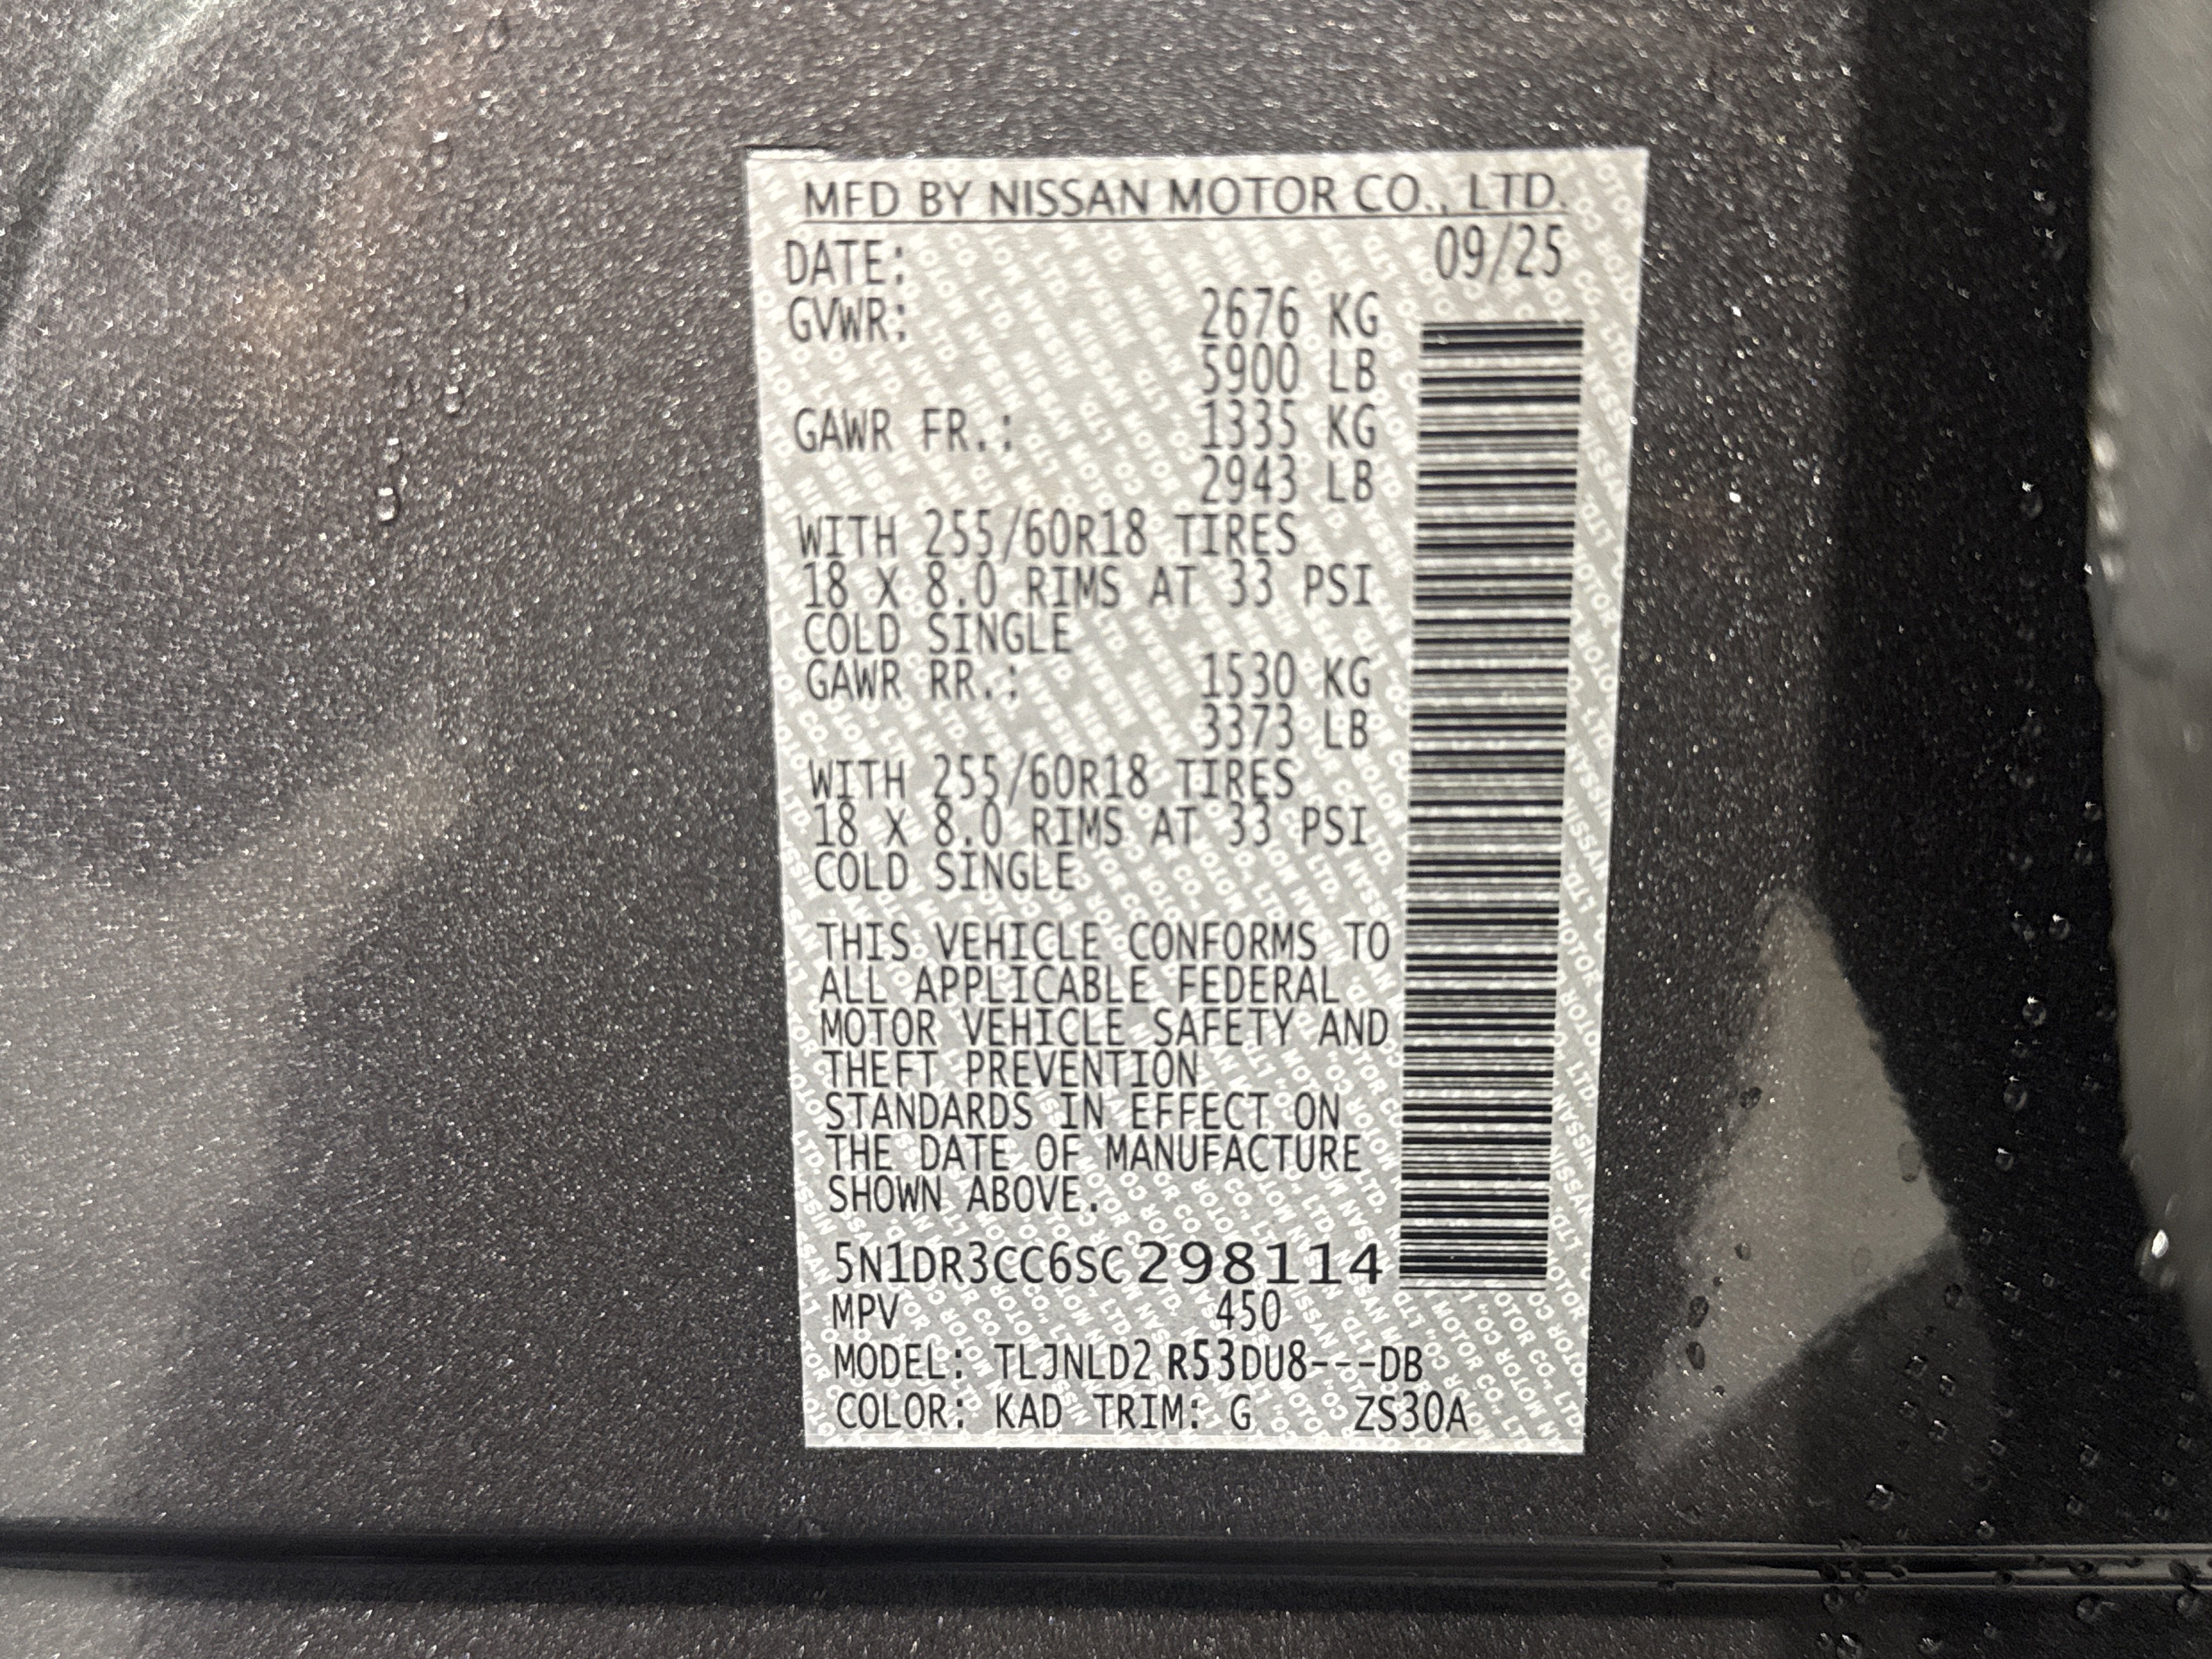 MFD BY NISSAN MOTOR CO., LTD.
DATE: 09/25
GVWR: 2676 KG
5900 LB
GAWR FR.: 1335 KG
2943 LB
WITH 255/60R18 TIRES
18 X 8.0 RIMS AT 33 PSI
COLD SINGLE
GAWR RR.: 1530 KG
3373 LB
WITH 255/60R18 TIRES
18 X 8.0 RIMS AT 33 PSI
COLD SINGLE
THIS VEHICLE CONFORMS TO
ALL APPLICABLE FEDERAL
MOTOR VEHICLE SAFETY AND
THEFT PREVENTION
STANDARDS IN EFFECT ON
THE DATE OF MANUFACTURE
SHOWN ABOVE.
5N1DR3CC6SC298114
MPV 450
MODEL: TLJNLD2 R53DU8---DB
COLOR: KAD TRIM: G ZS30A